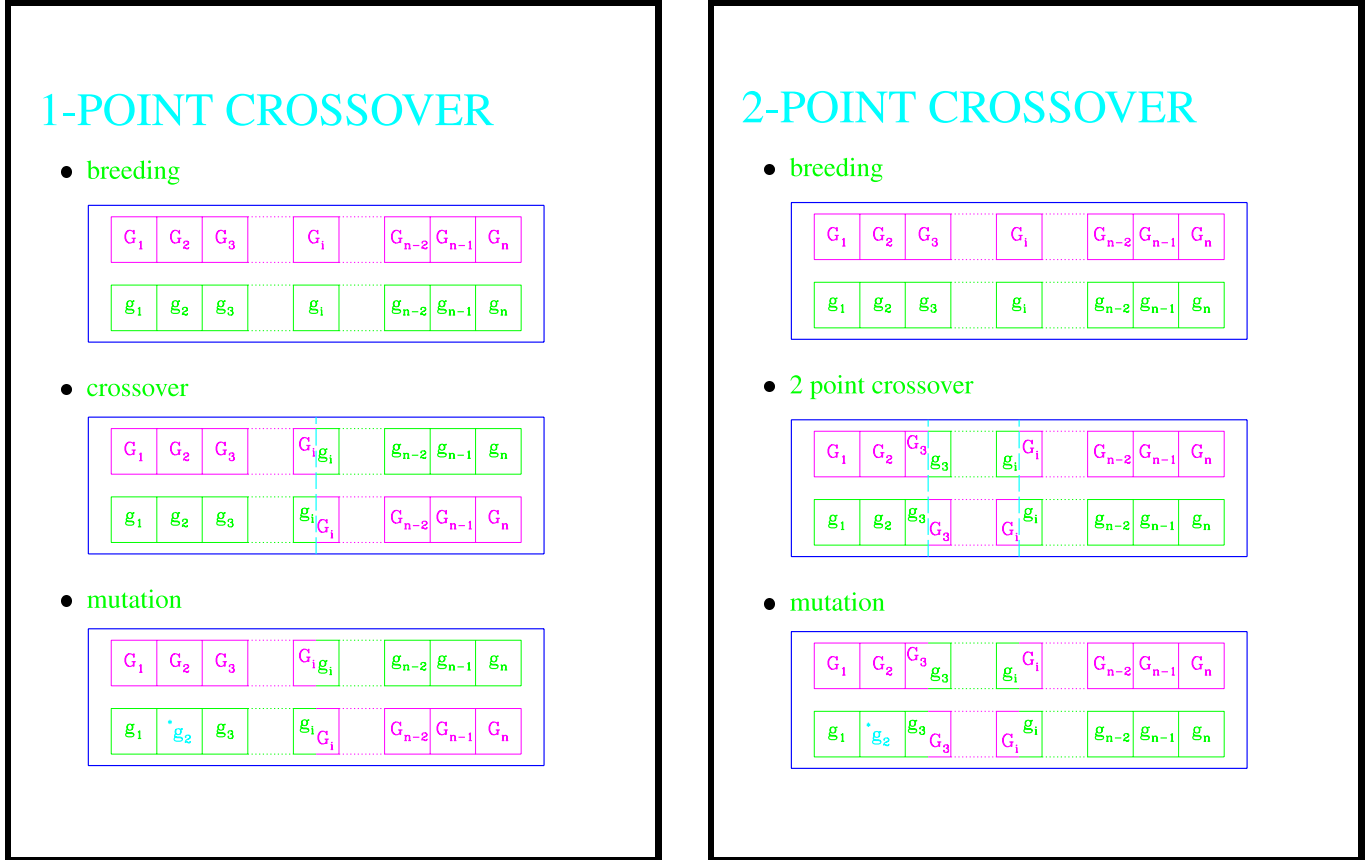 1-POINT CROSSOVER
• breeding
G₁ G₂ G₃ Gᵢ Gₙ₋₂ Gₙ₋₁ Gₙ
g₁ g₂ g₃ gᵢ gₙ₋₂ gₙ₋₁ gₙ
• crossover
G₁ G₂ G₃ Gᵢ gᵢ gₙ₋₂ gₙ₋₁ gₙ
g₁ g₂ g₃ gᵢ Gᵢ Gₙ₋₂ Gₙ₋₁ Gₙ
• mutation
G₁ G₂ G₃ Gᵢ gᵢ gₙ₋₂ gₙ₋₁ gₙ
g₁ *g₂ g₃ gᵢ Gᵢ Gₙ₋₂ Gₙ₋₁ Gₙ
2-POINT CROSSOVER
• breeding
G₁ G₂ G₃ Gᵢ Gₙ₋₂ Gₙ₋₁ Gₙ
g₁ g₂ g₃ gᵢ gₙ₋₂ gₙ₋₁ gₙ
• 2 point crossover
G₁ G₂ G₃ g₃ gᵢ Gᵢ Gₙ₋₂ Gₙ₋₁ Gₙ
g₁ g₂ g₃ G₃ Gᵢ gᵢ gₙ₋₂ gₙ₋₁ gₙ
• mutation
G₁ G₂ G₃ g₃ gᵢ Gᵢ Gₙ₋₂ Gₙ₋₁ Gₙ
g₁ *g₂ g₃ G₃ Gᵢ gᵢ gₙ₋₂ gₙ₋₁ gₙ